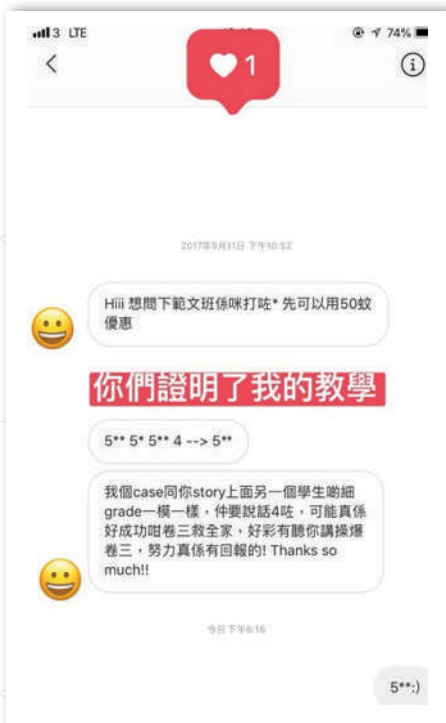 3 LTE
74%
1
2017年5月31日 下午10:52
Hiii 想問下範文班係咪打咗* 先可以用50蚊
優惠
你們證明了我的教學
5** 5* 5** 4 --> 5**
我個case同你story上面另一個學生啲細
grade一模一樣，仲要說話4咗，可能真係
好成功咁卷三救全家，好彩有聽你講操爆
卷三，努力真係有回報的! Thanks so
much!!
今日 下午6:16
5**:)